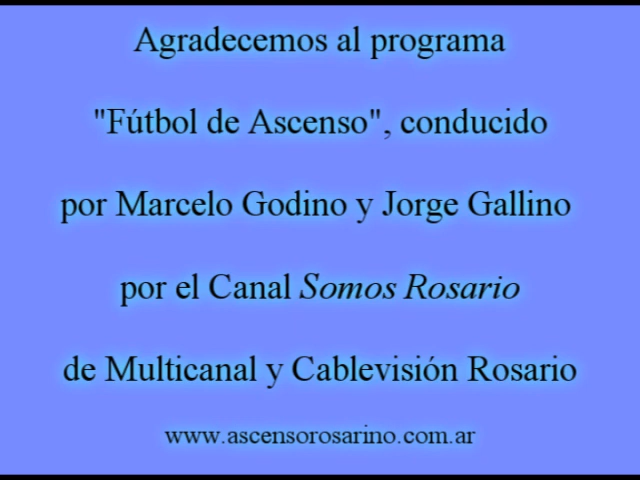 Agradecemos al programa
"Fútbol de Ascenso", conducido
por Marcelo Godino y Jorge Gallino
por el Canal Somos Rosario
de Multicanal y Cablevisión Rosario
www.ascensorosarino.com.ar